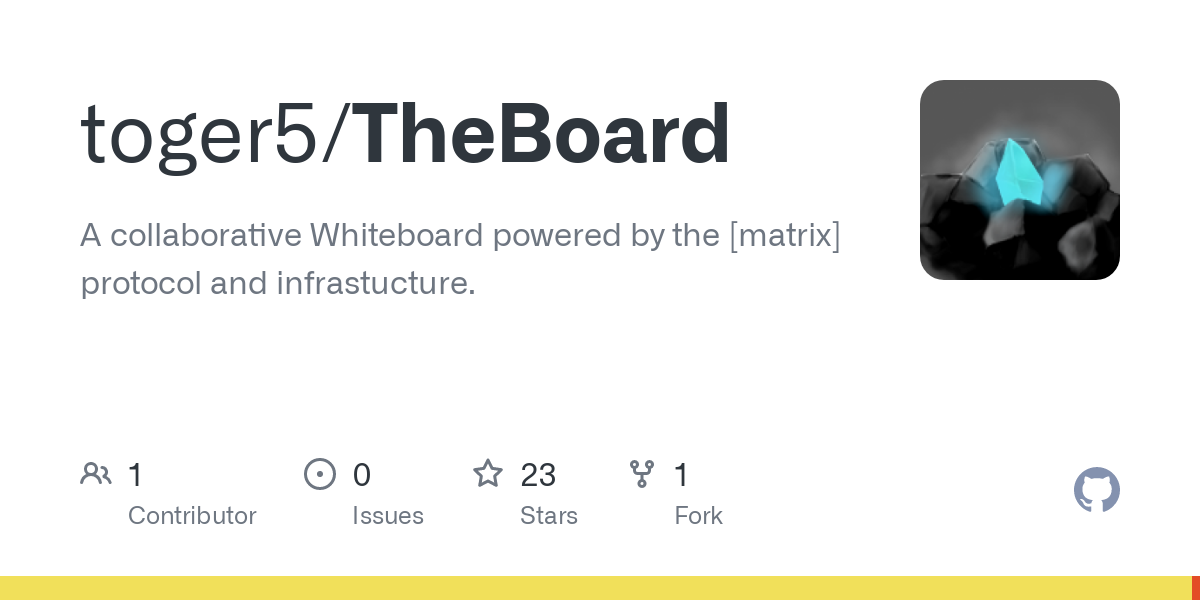 toger5/TheBoard
A collaborative Whiteboard powered by the [matrix]
protocol and infrastucture.
1
Contributor
0
Issues
23
Stars
1
Fork